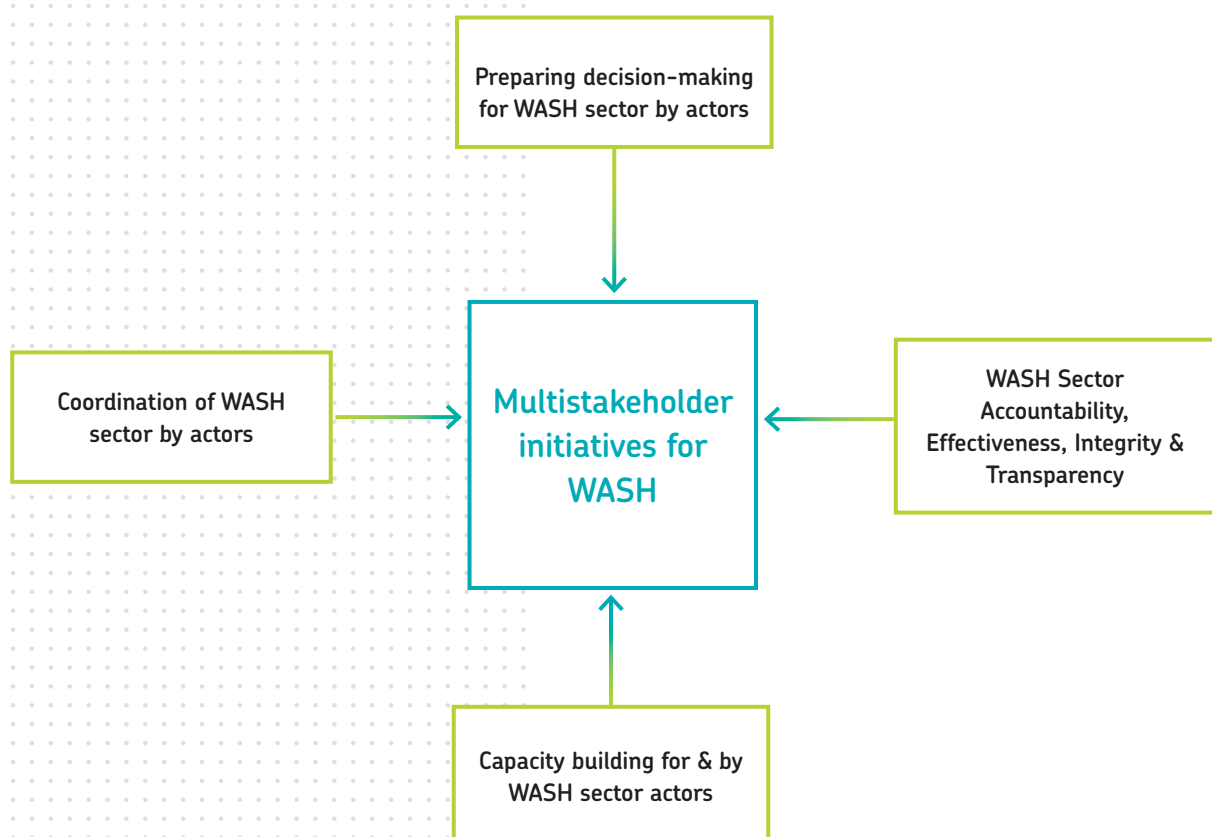 Preparing decision-making
for WASH sector by actors
Coordination of WASH
sector by actors
Multistakeholder
initiatives for
WASH
WASH Sector
Accountability,
Effectiveness, Integrity &
Transparency
Capacity building for & by
WASH sector actors